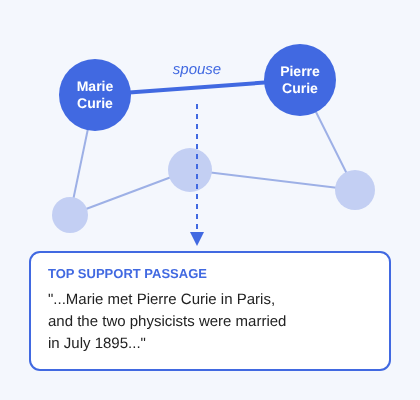 spouse
Marie
Curie
Pierre
Curie
TOP SUPPORT PASSAGE
"...Marie met Pierre Curie in Paris,
and the two physicists were married
in July 1895..."